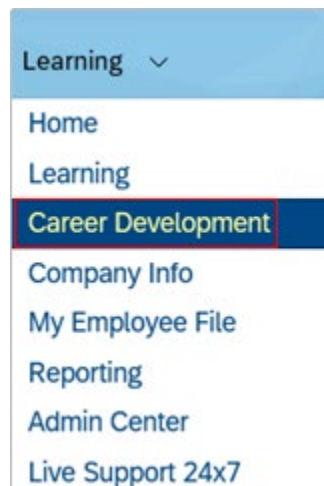 Learning
Home
Learning
Career Development
Company Info
My Employee File
Reporting
Admin Center
Live Support 24x7